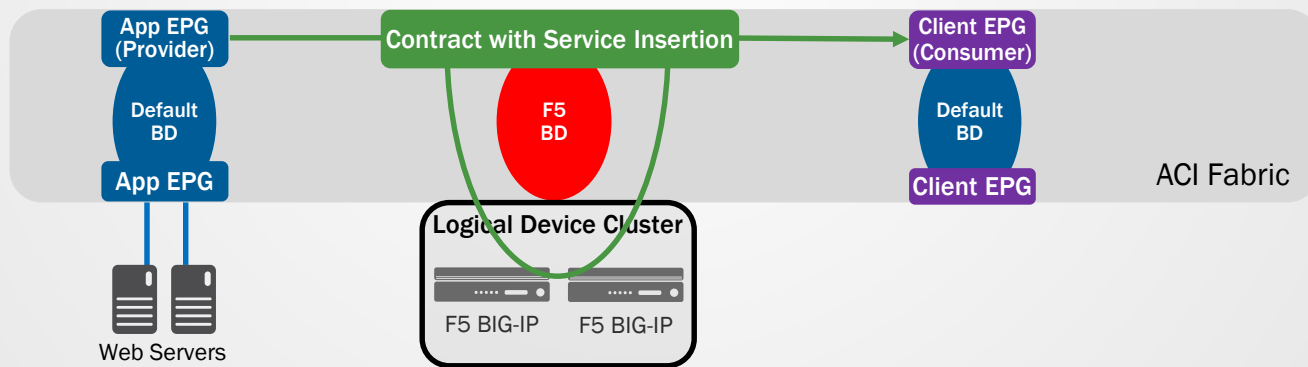 App EPG
(Provider)
Contract with Service Insertion
Client EPG
(Consumer)
Default
BD
F5
BD
Default
BD
App EPG
Client EPG
ACI Fabric
Logical Device Cluster
F5 BIG-IP
F5 BIG-IP
Web Servers